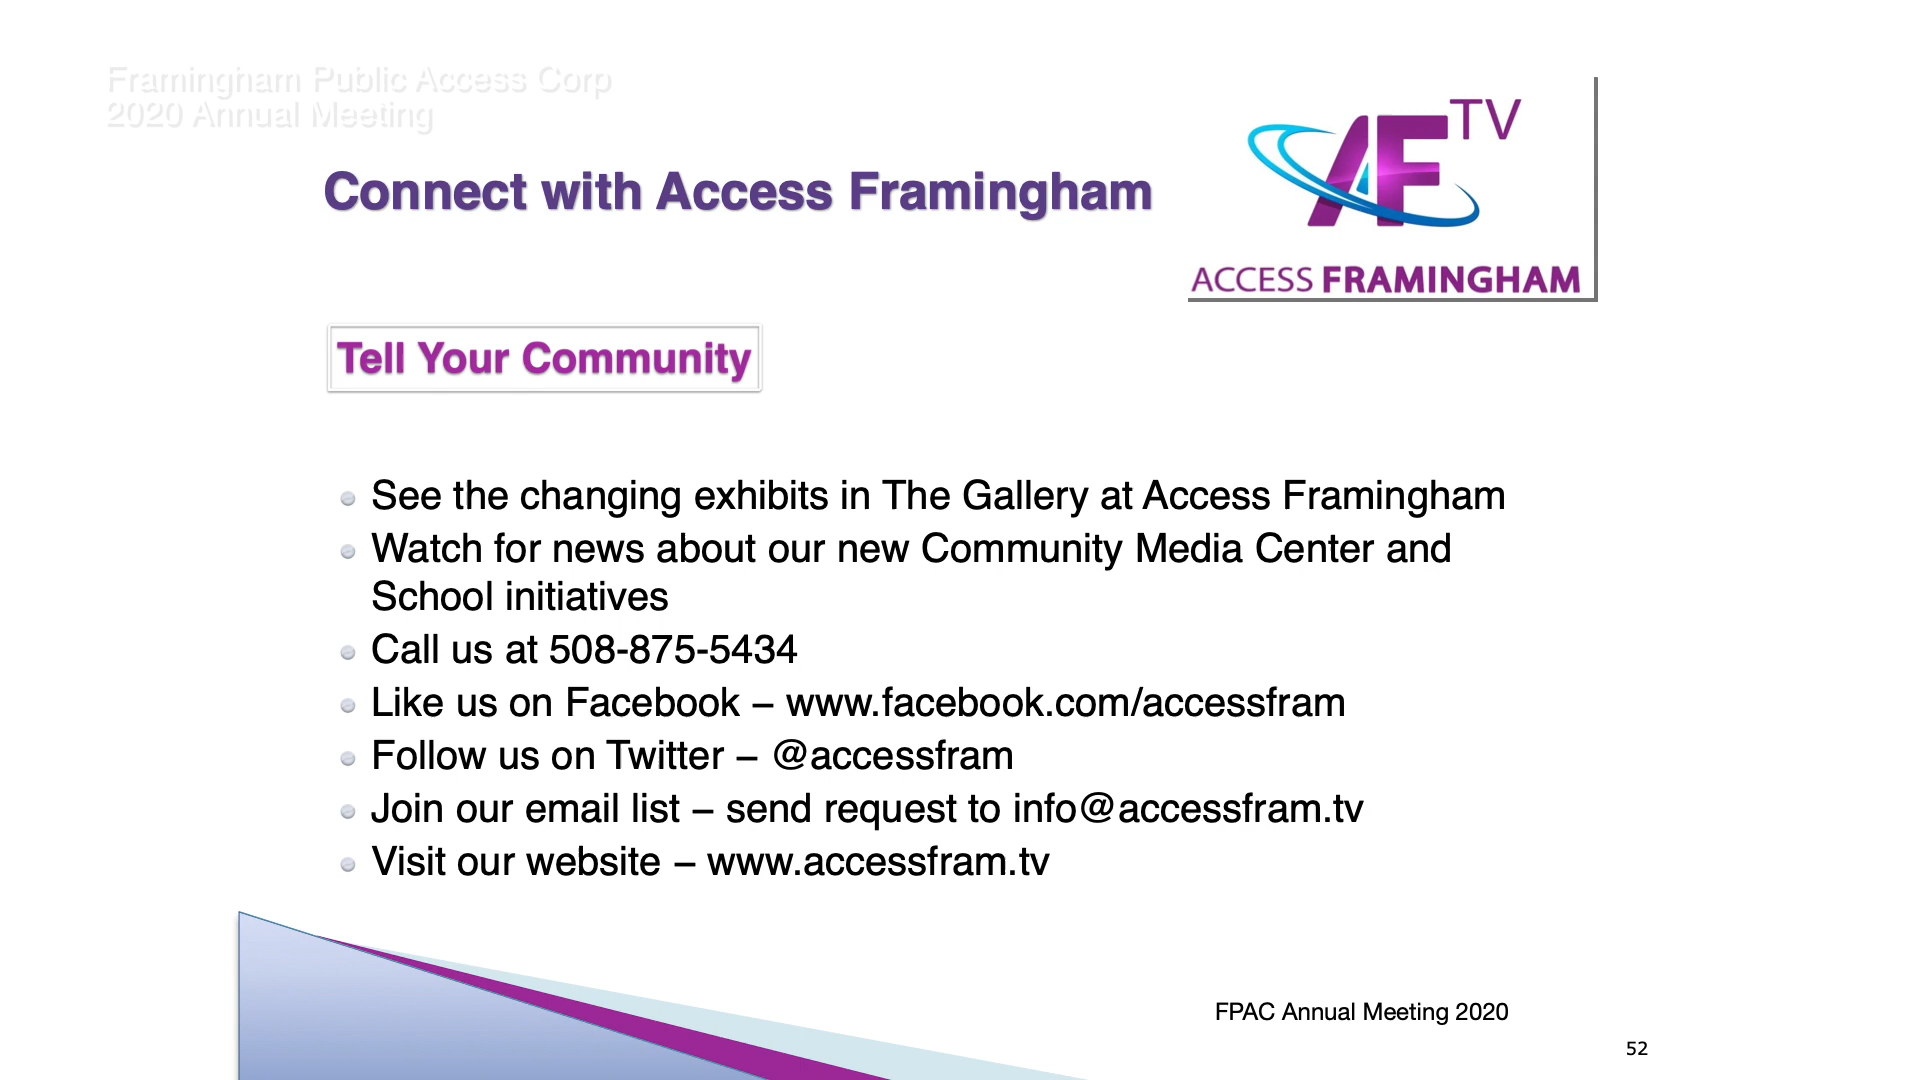 Framingham Public Access Corp
2020 Annual Meeting
AF TV
Connect with Access Framingham
ACCESS FRAMINGHAM
Tell Your Community
See the changing exhibits in The Gallery at Access Framingham
Watch for news about our new Community Media Center and
School initiatives
Call us at 508-875-5434
Like us on Facebook – www.facebook.com/accessfram
Follow us on Twitter – @accessfram
Join our email list – send request to info@accessfram.tv
Visit our website – www.accessfram.tv
FPAC Annual Meeting 2020
52